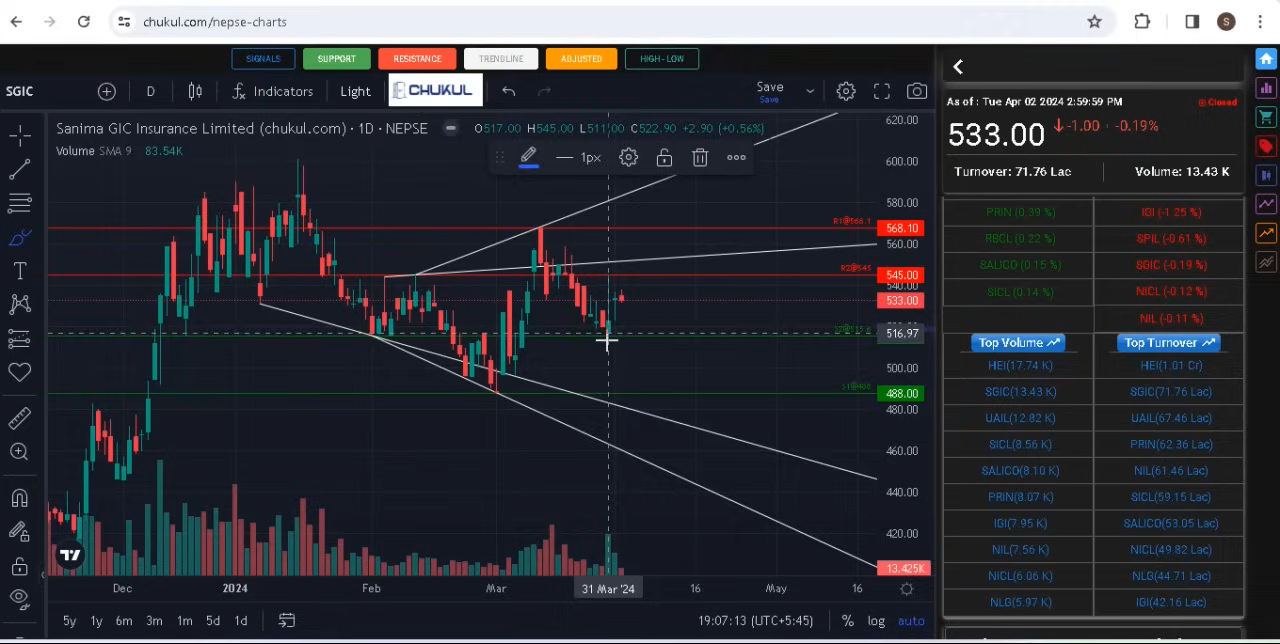 chukul.com/nepse-charts
S
SIGNALS
SUPPORT
RESISTANCE
TRENDLINE
ADJUSTED
HIGH-LOW
SGIC
D
Indicators
Light
CHUKUL
Save
Save
Sanima GIC Insurance Limited (chukul.com) · 1D · NEPSE
O517.00 H545.00 L511.00 C522.90 +2.90 (+0.56%)
Volume SMA 9 83.54K
1px
R1@568.1
R2@545
S1@488
620.00
600.00
580.00
568.10
560.00
545.00
540.00
533.00
516.97
500.00
488.00
480.00
460.00
440.00
420.00
13.425K
Dec
2024
Feb
Mar
31 Mar '24
16
May
16
5y
1y
6m
3m
1m
5d
1d
19:07:13 (UTC+5:45)
%
log
auto
As of : Tue Apr 02 2024 2:59:59 PM
Closed
533.00
-1.00 - -0.19%
Turnover: 71.76 Lac
Volume: 13.43 K
PRIN (0.39 %)
IGI (-1.25 %)
RBCL (0.22 %)
SPIL (-0.61 %)
SALICO (0.15 %)
SGIC (-0.19 %)
SICL (0.14 %)
NICL (-0.12 %)
NIL (-0.11 %)
Top Volume
Top Turnover
HEI(17.74 K)
HEI(1.01 Cr)
SGIC(13.43 K)
SGIC(71.76 Lac)
UAIL(12.82 K)
UAIL(67.46 Lac)
SICL(8.56 K)
PRIN(62.36 Lac)
SALICO(8.10 K)
NIL(61.46 Lac)
PRIN(8.07 K)
SICL(59.15 Lac)
IGI(7.95 K)
SALICO(53.05 Lac)
NIL(7.56 K)
NICL(49.82 Lac)
NICL(6.06 K)
NLG(44.71 Lac)
NLG(5.97 K)
IGI(42.16 Lac)